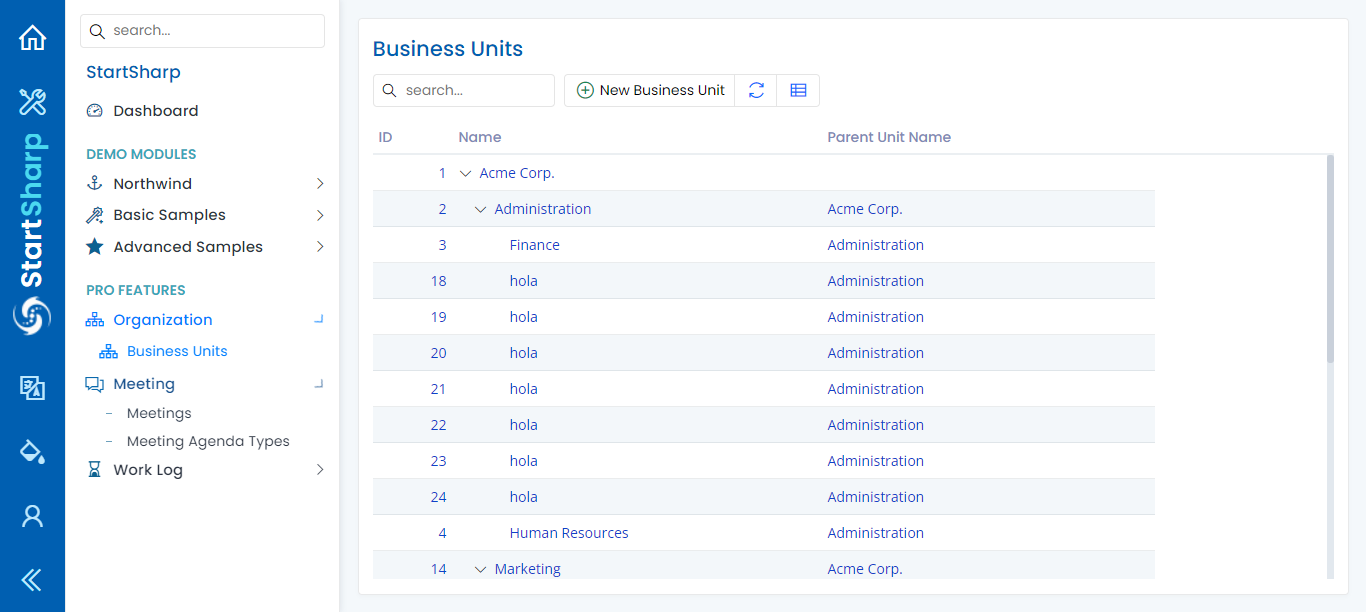 StartSharp
search...
StartSharp
Dashboard
DEMO MODULES
Northwind
Basic Samples
Advanced Samples
PRO FEATURES
Organization
Business Units
Meeting
Meetings
Meeting Agenda Types
Work Log
Business Units
search...
New Business Unit
ID Name Parent Unit Name
1 Acme Corp.
2 Administration Acme Corp.
3 Finance Administration
18 hola Administration
19 hola Administration
20 hola Administration
21 hola Administration
22 hola Administration
23 hola Administration
24 hola Administration
4 Human Resources Administration
14 Marketing Acme Corp.